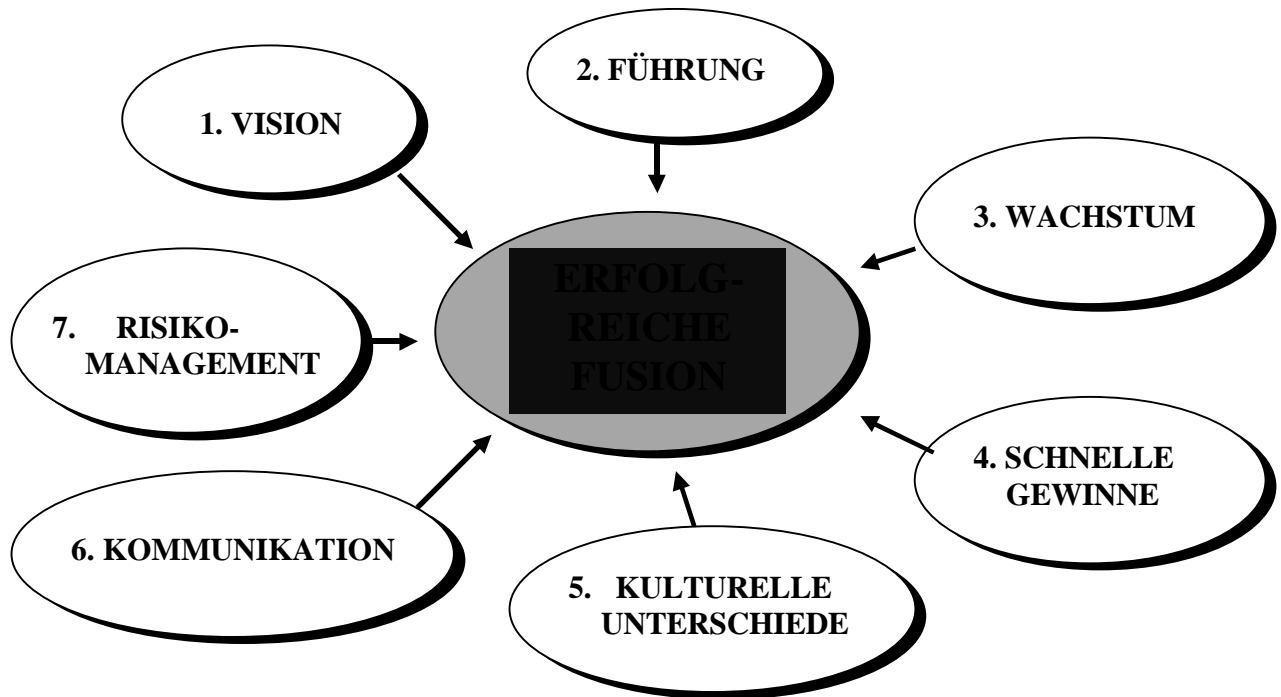 1. VISION
2. FÜHRUNG
3. WACHSTUM
4. SCHNELLE
GEWINNE
5. KULTURELLE
UNTERSCHIEDE
6. KOMMUNIKATION
7. RISIKO-
MANAGEMENT
ERFOLG-
REICHE
FUSION